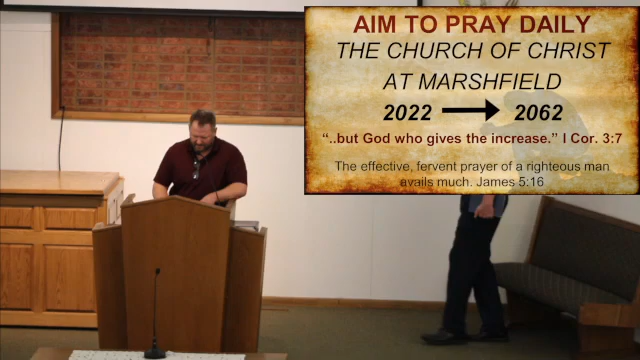 AIM TO PRAY DAILY
THE CHURCH OF CHRIST
AT MARSHFIELD
2022 2062
“..but God who gives the increase.” I Cor. 3:7
The effective, fervent prayer of a righteous man
avails much. James 5:16